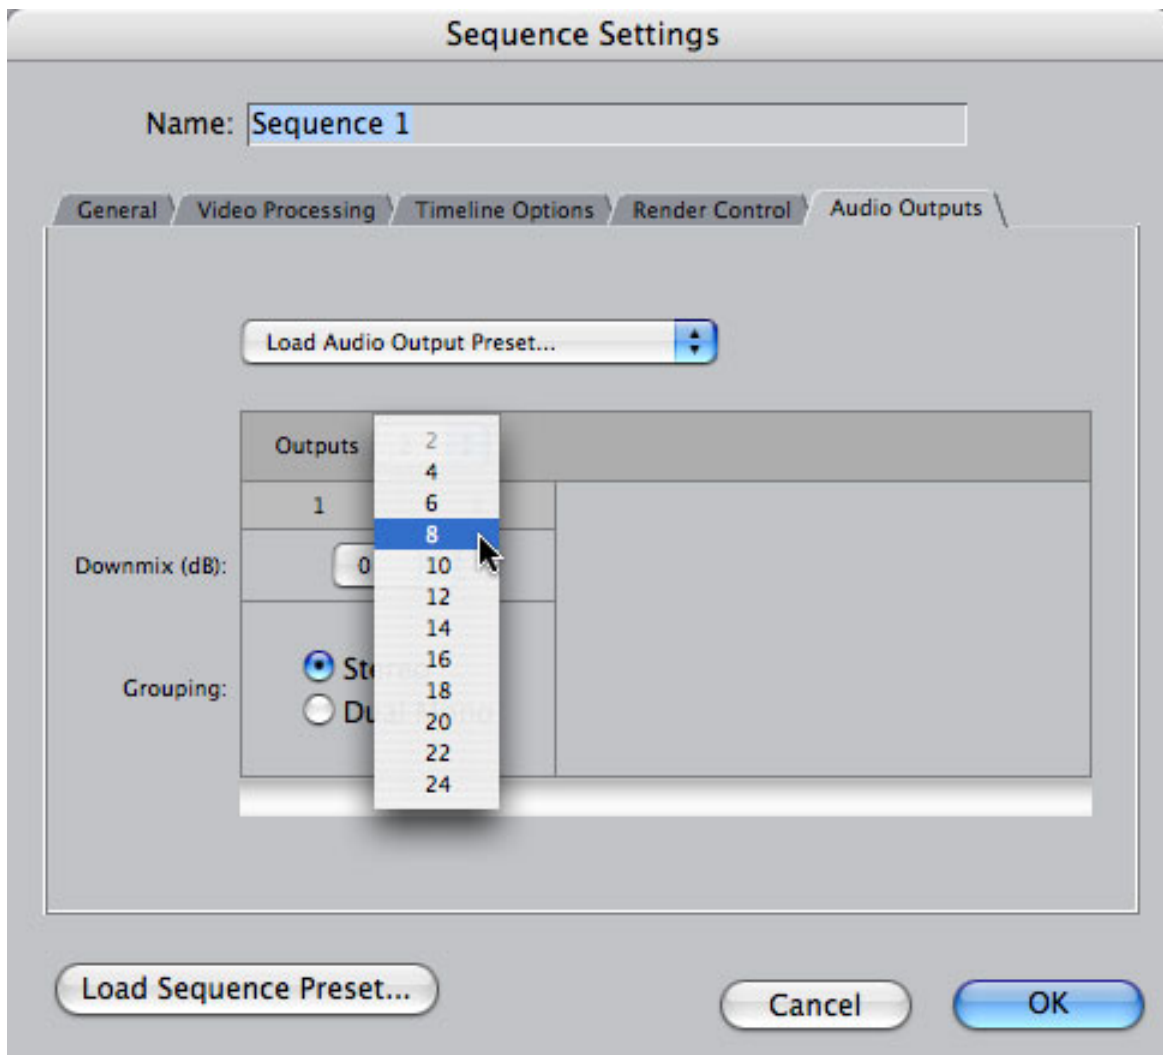 Sequence Settings
Name: Sequence 1
General Video Processing Timeline Options Render Control Audio Outputs
Load Audio Output Preset...
Outputs
2
4
1
6
8
Downmix (dB): 0
10
12
14
16
Grouping:
18
20
22
24
Load Sequence Preset...
Cancel OK